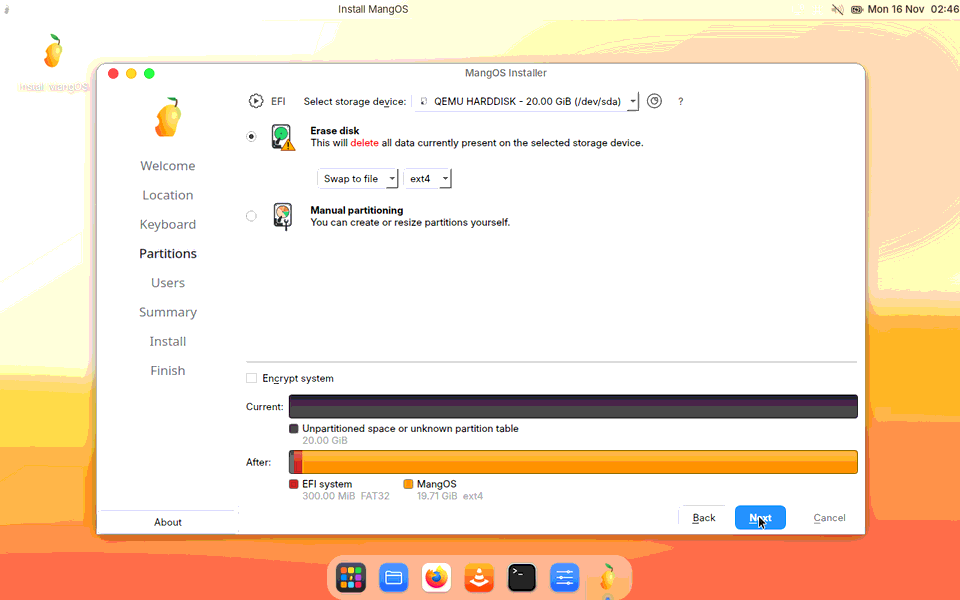 Install MangOS
Mon 16 Nov 02:46
Install MangOS
MangOS Installer
EFI Select storage device: QEMU HARDDISK - 20.00 GiB (/dev/sda) ?
Erase disk
This will delete all data currently present on the selected storage device.
Swap to file ext4
Manual partitioning
You can create or resize partitions yourself.
Welcome
Location
Keyboard
Partitions
Users
Summary
Install
Finish
About
Encrypt system
Current:
Unpartitioned space or unknown partition table
20.00 GiB
After:
EFI system MangOS
300.00 MiB FAT32 19.71 GiB ext4
Back Next Cancel